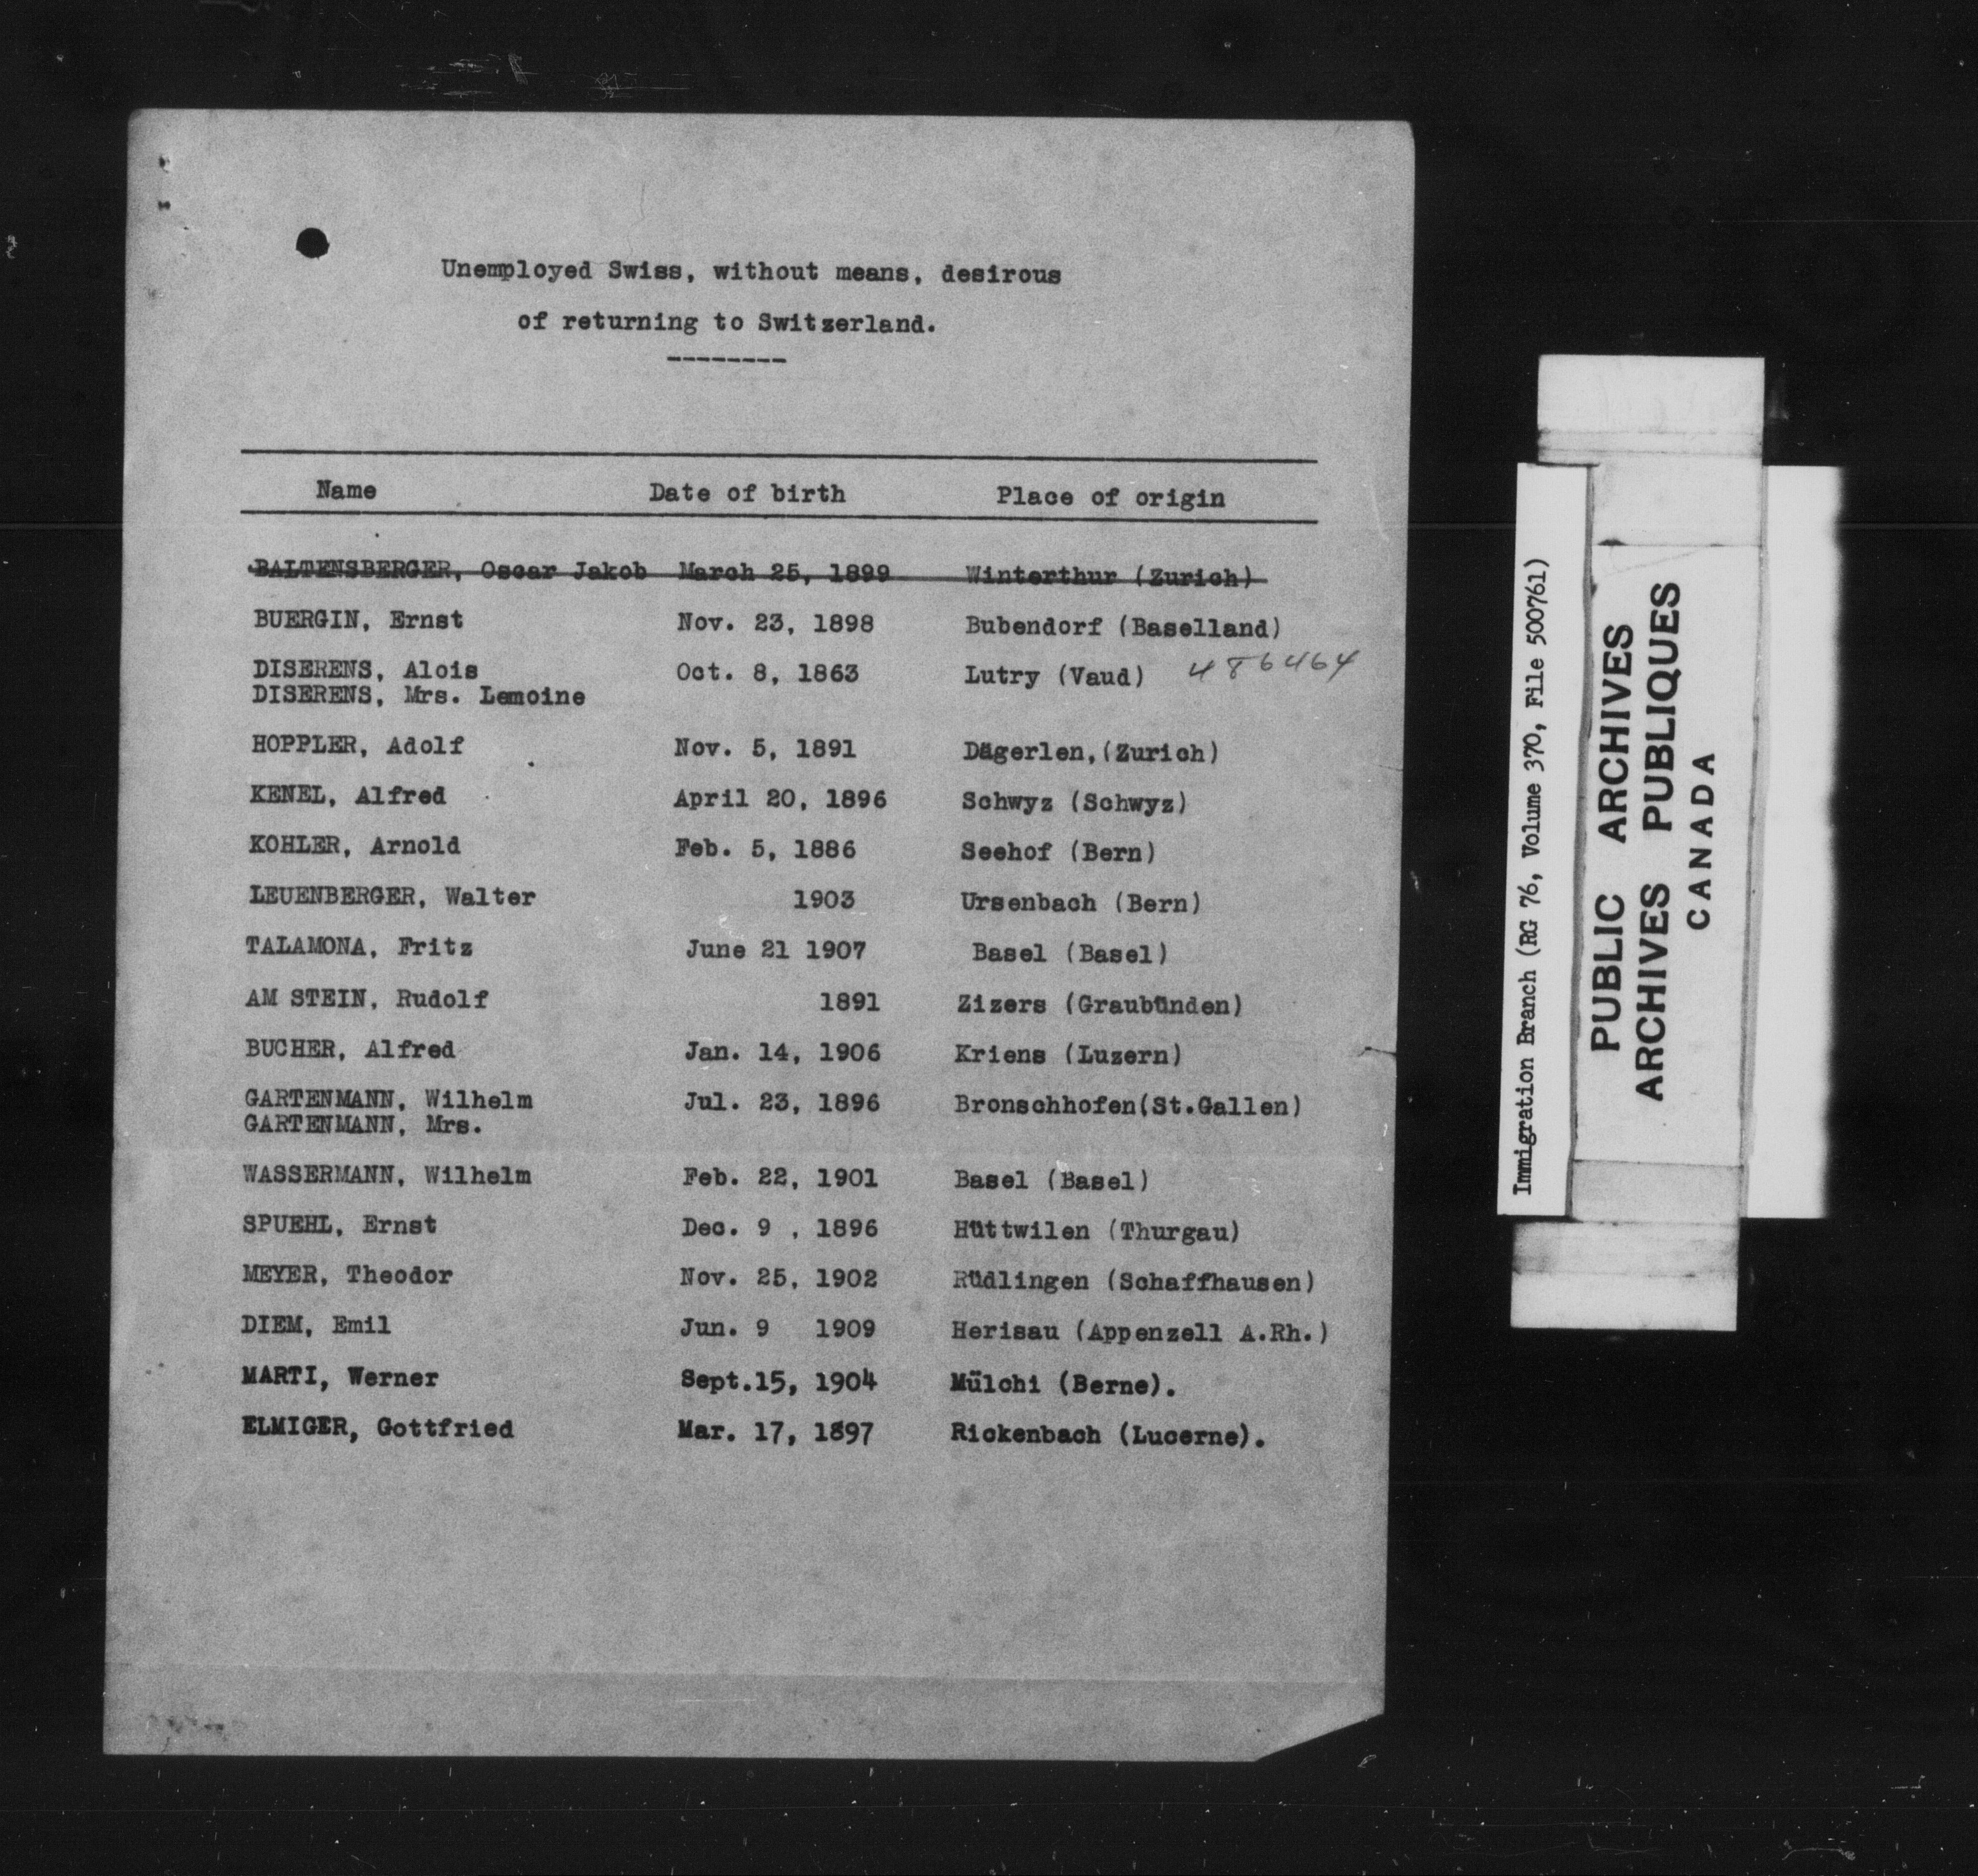 Unemployed Swiss, without means, desirous
of returning to Switzerland.
--------
Name Date of birth Place of origin
BALTENSBERGER, Oscar Jakob March 25, 1899 Winterthur (Zurich)
BUERGIN, Ernst Nov. 23, 1898 Bubendorf (Baselland)
DISERENS, Alois Oct. 8, 1863 Lutry (Vaud) 486464
DISERENS, Mrs. Lemoine
HOPPLER, Adolf Nov. 5, 1891 Dägerlen,(Zurich)
KENEL, Alfred April 20, 1896 Schwyz (Schwyz)
KOHLER, Arnold Feb. 5, 1886 Seehof (Bern)
LEUENBERGER, Walter 1903 Ursenbach (Bern)
TALAMONA, Fritz June 21 1907 Basel (Basel)
AM STEIN, Rudolf 1891 Zizers (Graubünden)
BUCHER, Alfred Jan. 14, 1906 Kriens (Luzern)
GARTENMANN, Wilhelm Jul. 23, 1896 Bronschhofen(St.Gallen)
GARTENMANN, Mrs.
WASSERMANN, Wilhelm Feb. 22, 1901 Basel (Basel)
SPUEHL, Ernst Dec. 9 , 1896 Hüttwilen (Thurgau)
MEYER, Theodor Nov. 25, 1902 Rüdlingen (Schaffhausen)
DIEM, Emil Jun. 9 1909 Herisau (Appenzell A.Rh.)
MARTI, Werner Sept.15, 1904 Mülchi (Berne).
ELMIGER, Gottfried Mar. 17, 1897 Rickenbach (Lucerne).
Immigration Branch (RG 76, Volume 370, File 500761)
PUBLIC ARCHIVES
ARCHIVES PUBLIQUES
CANADA